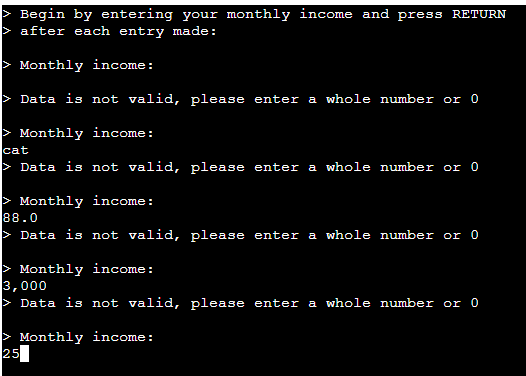 > Begin by entering your monthly income and press RETURN
> after each entry made:
> Monthly income:
> Data is not valid, please enter a whole number or 0
> Monthly income:
cat
> Data is not valid, please enter a whole number or 0
> Monthly income:
88.0
> Data is not valid, please enter a whole number or 0
> Monthly income:
3,000
> Data is not valid, please enter a whole number or 0
> Monthly income:
25